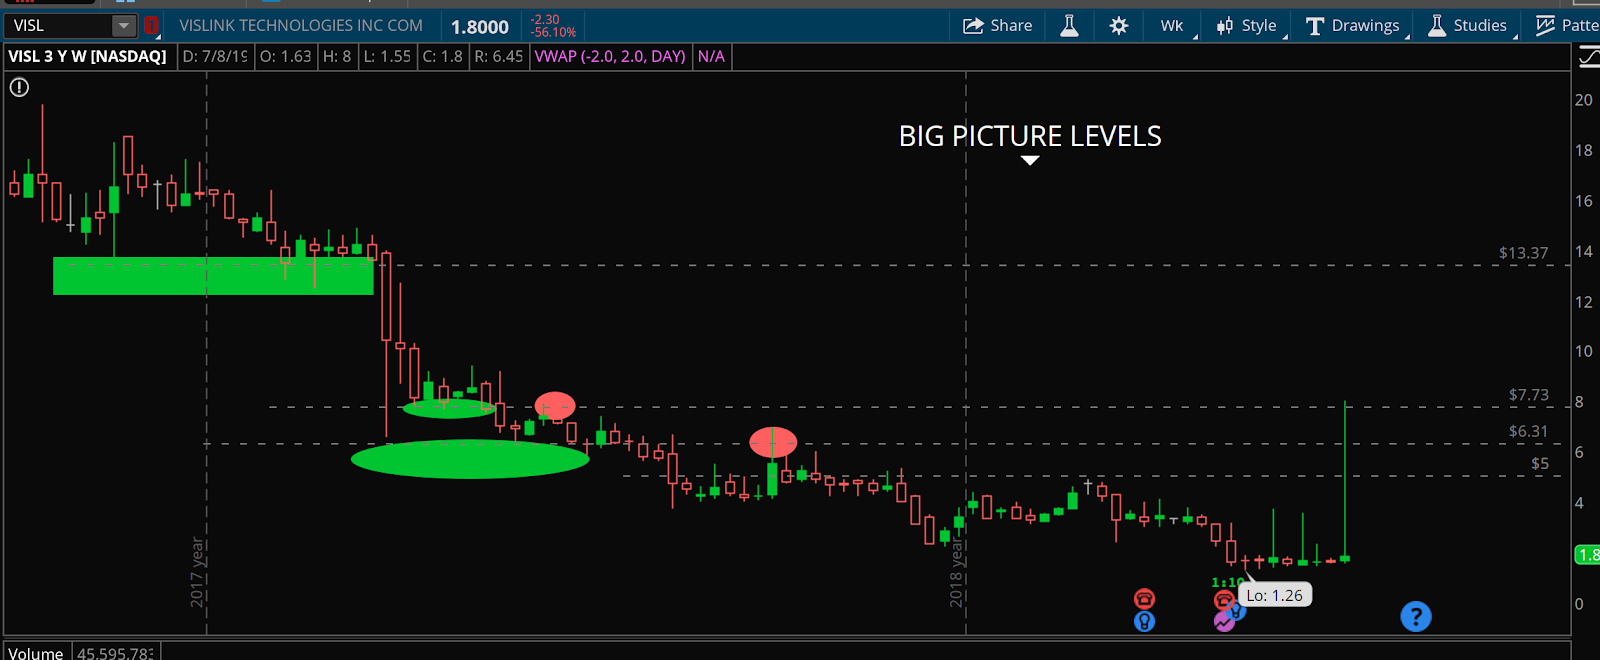 VISL
1
VISLINK TECHNOLOGIES INC COM
1.8000
-2.30
-56.10%
Share
Wk
Style
Drawings
Studies
Patte
VISL 3 Y W [NASDAQ]
D: 7/8/19
O: 1.63
H: 8
L: 1.55
C: 1.8
R: 6.45
VWAP (-2.0, 2.0, DAY)
N/A
BIG PICTURE LEVELS
20
18
16
14
12
10
8
6
4
1.8
0
$13.37
$7.73
$6.31
$5
2017 year
2018 year
1:10
Lo: 1.26
?
Volume
45,595,783